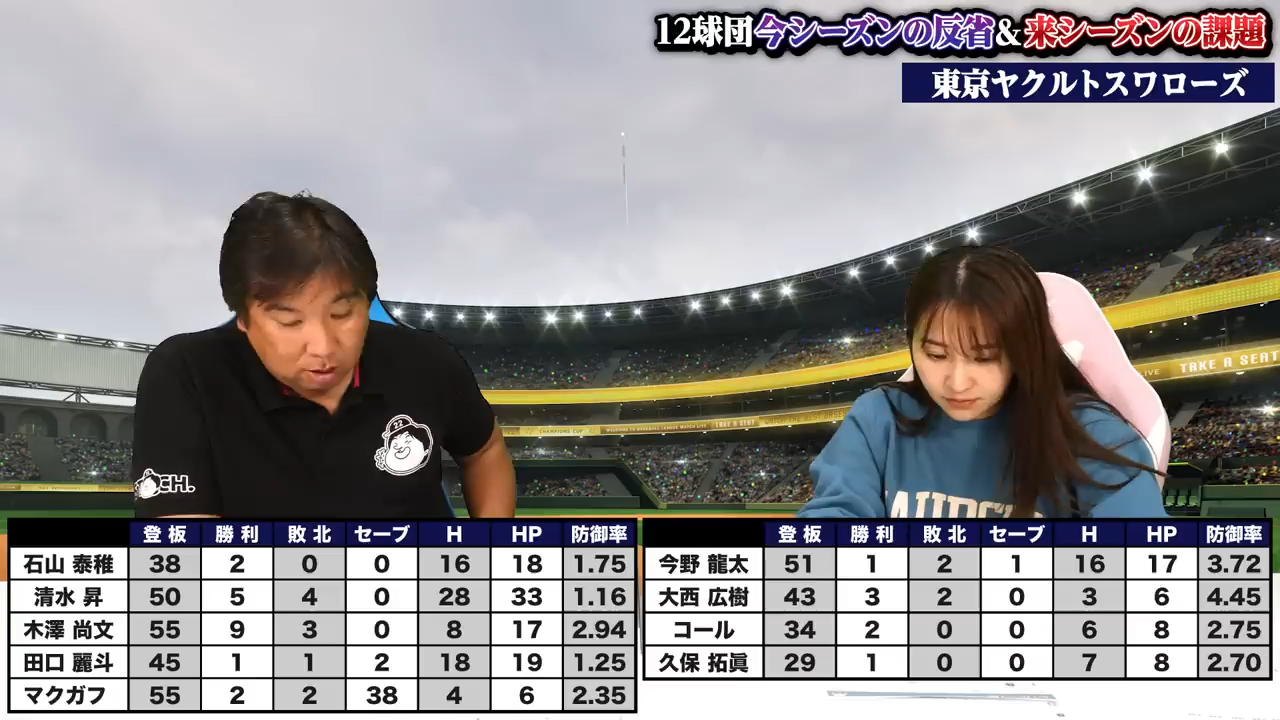 12球団今シーズンの反省&来シーズンの課題
東京ヤクルトスワローズ
TAKE A SEAT
LIVE
CHAMPIONS CUP
TAKE A SEAT
22
CH.
登板 勝利 敗北 セーブ H HP 防御率
石山 泰稚 38 2 0 0 16 18 1.75
清水 昇 50 5 4 0 28 33 1.16
木澤 尚文 55 9 3 0 8 17 2.94
田口 麗斗 45 1 1 2 18 19 1.25
マクガフ 55 2 2 38 4 6 2.35
登板 勝利 敗北 セーブ H HP 防御率
今野 龍太 51 1 2 1 16 17 3.72
大西 広樹 43 3 2 0 3 6 4.45
コール 34 2 0 0 6 8 2.75
久保 拓眞 29 1 0 0 7 8 2.70